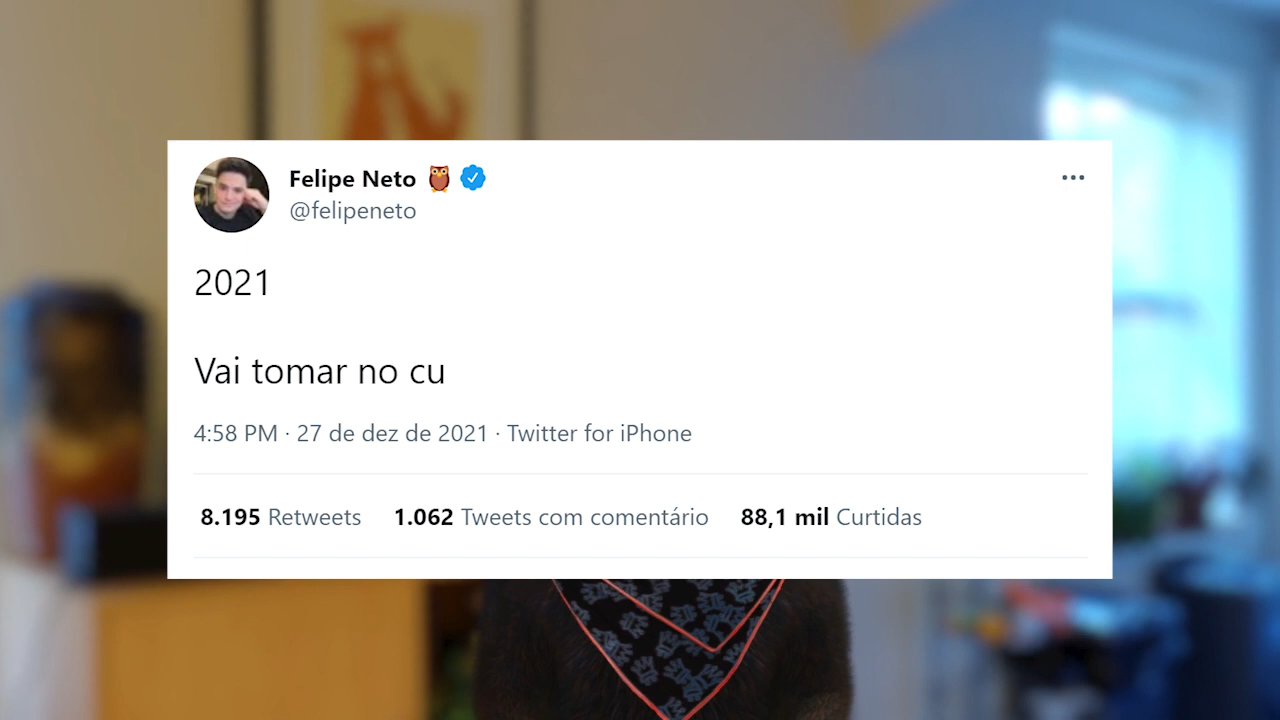 Felipe Neto 🦉
@felipeneto
2021
Vai tomar no cu
4:58 PM · 27 de dez de 2021 · Twitter for iPhone
8.195 Retweets 1.062 Tweets com comentário 88,1 mil Curtidas